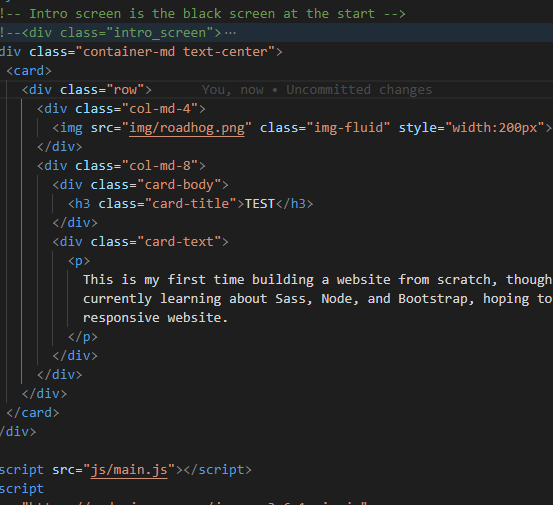 !-- Intro screen is the black screen at the start -->
!--<div class="intro_screen">⋯
div class="container-md text-center">
<card>
<div class="row"> You, now • Uncommitted changes
<div class="col-md-4">
<img src="img/roadhog.png" class="img-fluid" style="width:200px">
</div>
<div class="col-md-8">
<div class="card-body">
<h3 class="card-title">TEST</h3>
</div>
<div class="card-text">
<p>
This is my first time building a website from scratch, though
currently learning about Sass, Node, and Bootstrap, hoping to
responsive website.
</p>
</div>
</div>
</div>
</card>
/div>
script src="js/main.js"></script>
script